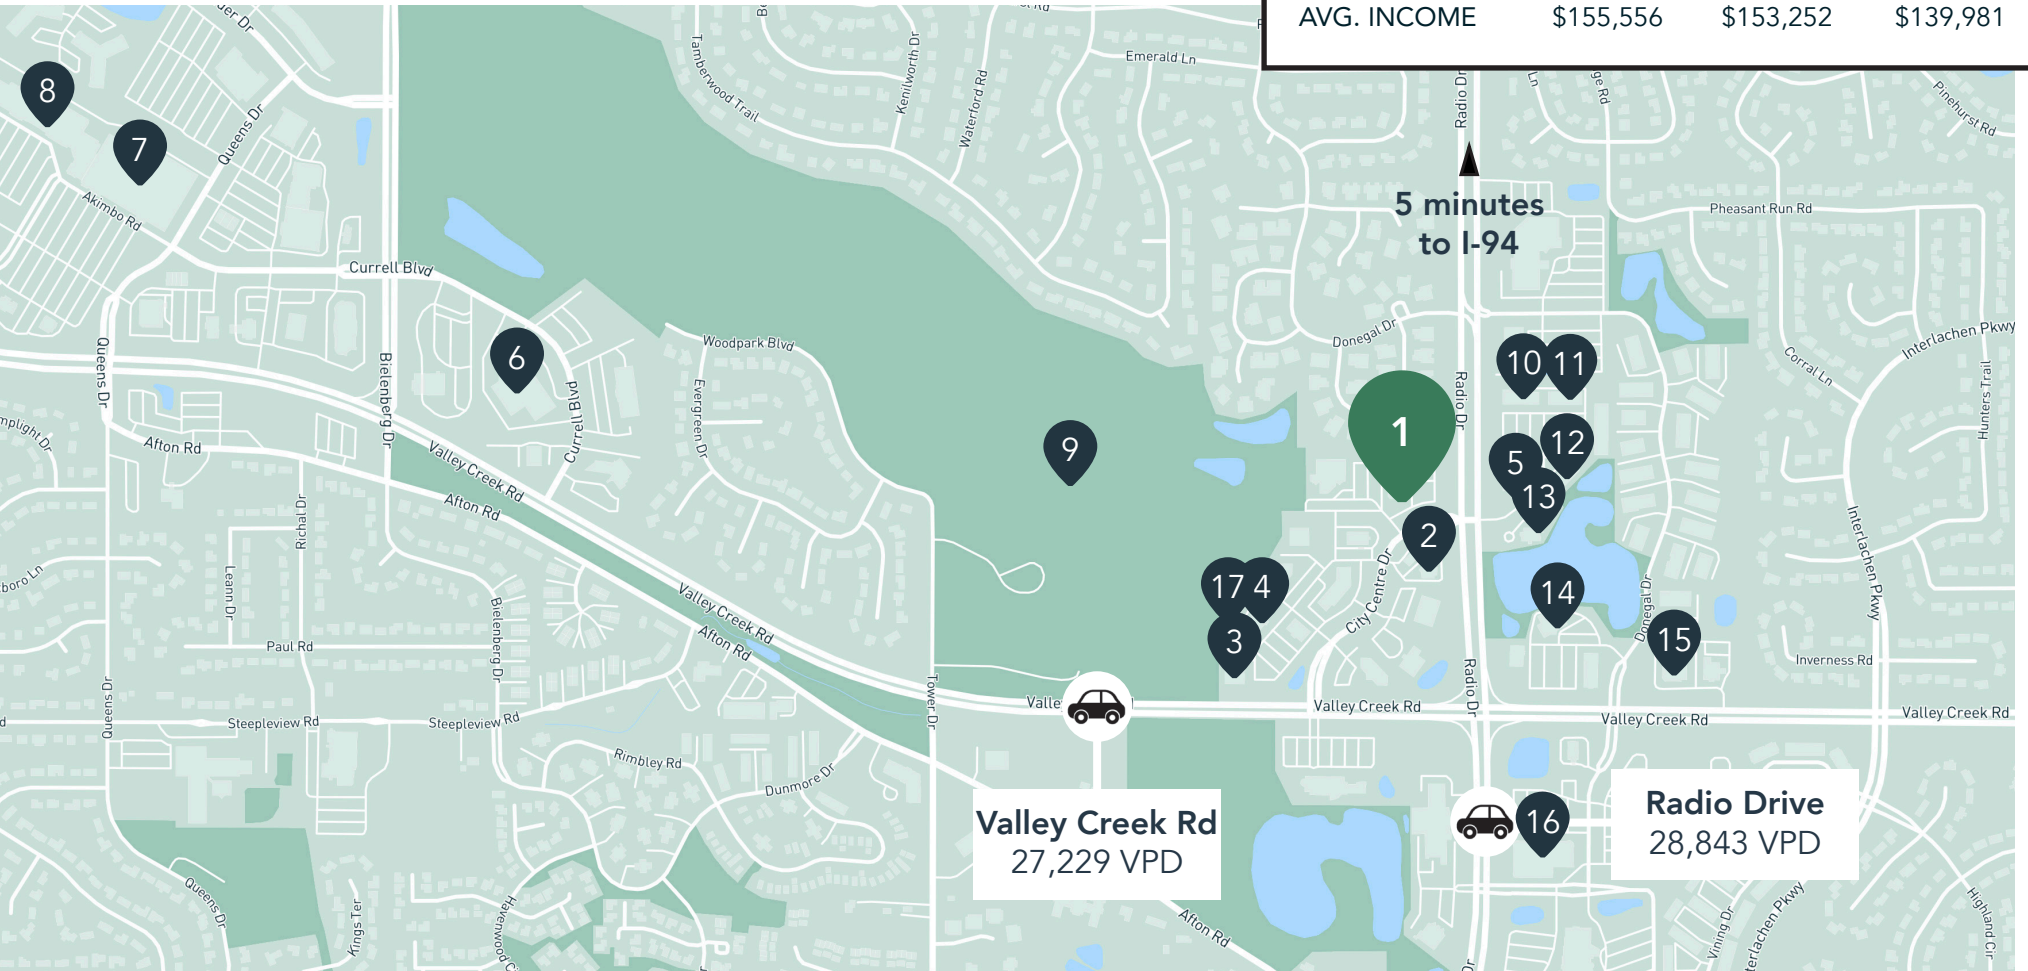 AVG. INCOME $155,556 $153,252 $139,981
Queens Dr
Tamberwood Trail
Kenilworth Dr
Waterford Rd
Emerald Ln
Radio Dr
Ln
Pinehurst Rd
8
7
Akimbo Rd
5 minutes
to I-94
Pheasant Run Rd
Currell Blvd
Queens Dr
Bielenberg Dr
6
Currell Blvd
Woodpark Blvd
Evergreen Dr
Donegal Dr
Radio Dr
10
11
Corral Ln
Interlachen Pkwy
Hunters Trail
1
9
5
12
13
Afton Rd
Valley Creek Rd
Afton Rd
Richal Dr
Leann Dr
Interlachen Pkwy
2
City Centre Dr
17
4
3
14
15
Donegal Dr
Bielenberg Dr
Paul Rd
Valley Creek Rd
Afton Rd
Inverness Rd
Queens Dr
Steepleview Rd
Steepleview Rd
Tower Dr
Valley Creek Rd
Radio Dr
Valley Creek Rd
Valley Creek Rd
Rimbley Rd
Dunmore Dr
Valley Creek Rd
27,229 VPD
16
Radio Drive
28,843 VPD
Queens Dr
Kings Ter
Afton Rd
Vining Dr
Highland Cir